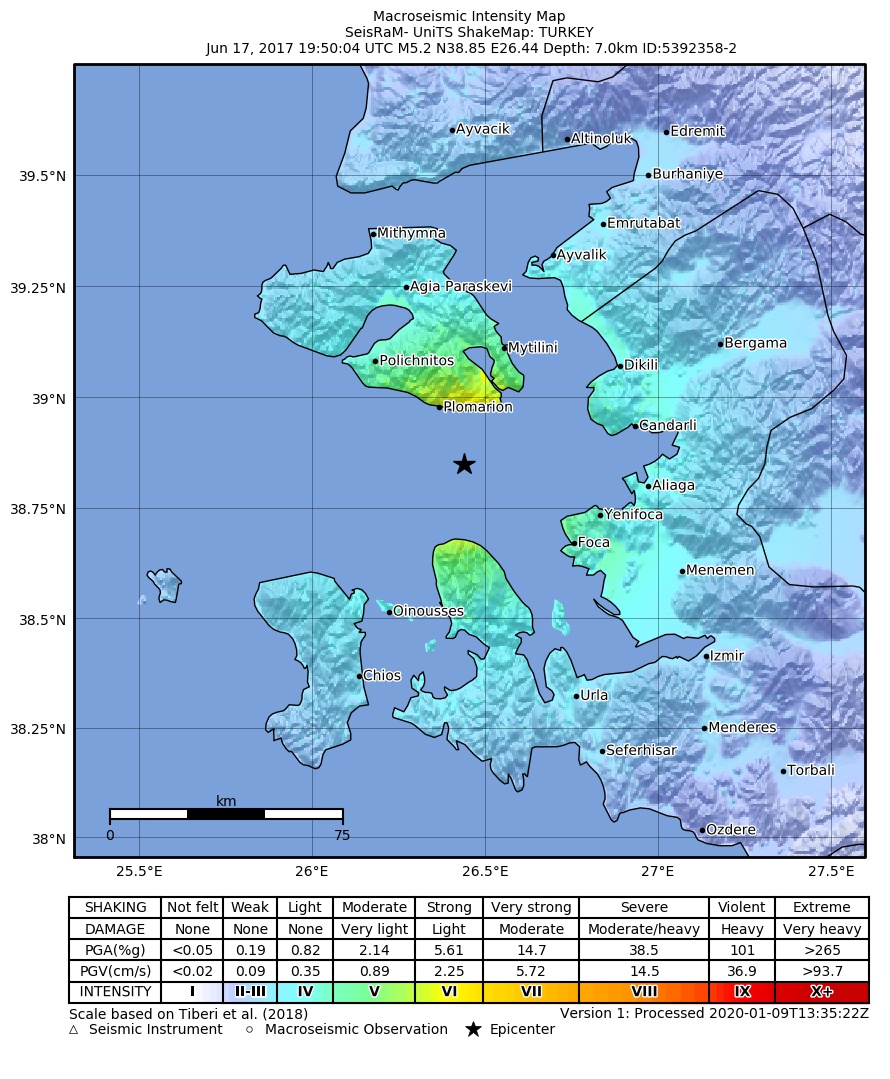 Macroseismic Intensity Map
SeisRaM- UniTS ShakeMap: TURKEY
Jun 17, 2017 19:50:04 UTC M5.2 N38.85 E26.44 Depth: 7.0km ID:5392358-2
Ayvacik
Altinoluk
Edremit
39.5°N
Burhaniye
Emrutabat
Mithymna
Ayvalik
39.25°N
Agia Paraskevi
Bergama
Mytilini
Polichnitos
Dikili
39°N
Plomarion
Candarli
38.75°N
Aliaga
Yenifoca
Foca
Menemen
38.5°N
Oinousses
Izmir
Chios
Urla
38.25°N
Menderes
Seferhisar
Torbali
km
0 75
Ozdere
38°N
25.5°E 26°E 26.5°E 27°E 27.5°E
SHAKING Not felt Weak Light Moderate Strong Very strong Severe Violent Extreme
DAMAGE None None None Very light Light Moderate Moderate/heavy Heavy Very heavy
PGA(%g) <0.05 0.19 0.82 2.14 5.61 14.7 38.5 101 >265
PGV(cm/s) <0.02 0.09 0.35 0.89 2.25 5.72 14.5 36.9 >93.7
INTENSITY I II-III IV V VI VII VIII IX X+
Scale based on Tiberi et al. (2018) Version 1: Processed 2020-01-09T13:35:22Z
Seismic Instrument Macroseismic Observation Epicenter